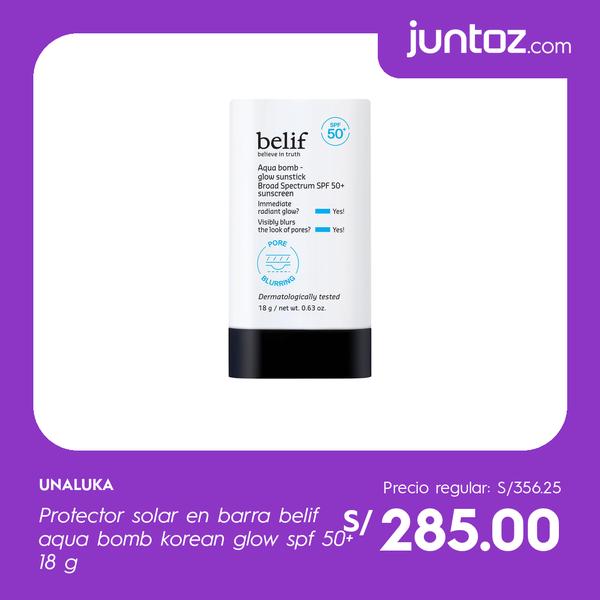 juntoz.com
belif
believe in truth
SPF
50+
Aqua bomb -
glow sunstick
Broad Spectrum SPF 50+
sunscreen
Immediate
radiant glow? Yes!
Visibly blurs
the look of pores? Yes!
PORE
BLURRING
Dermatologically tested
18 g / net wt. 0.63 oz.
UNALUKA
Protector solar en barra belif
aqua bomb korean glow spf 50+
18 g
Precio regular: S/356.25
S/ 285.00